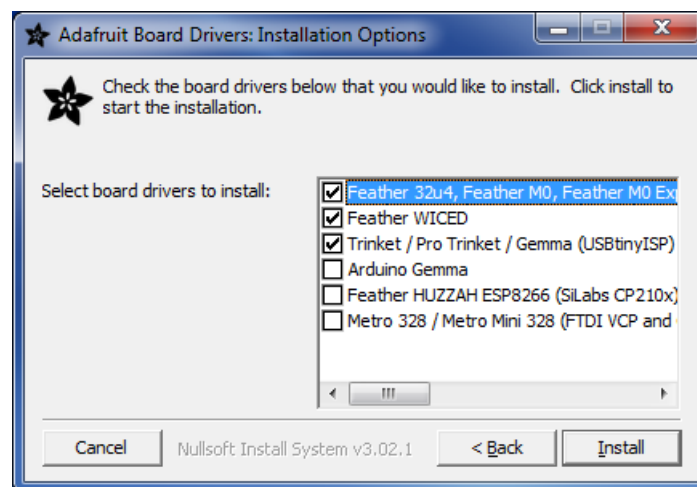 Adafruit Board Drivers: Installation Options
Check the board drivers below that you would like to install. Click install to
start the installation.
Select board drivers to install:
Feather 32u4, Feather M0, Feather M0 Ex
Feather WICED
Trinket / Pro Trinket / Gemma (USBtinyISP)
Arduino Gemma
Feather HUZZAH ESP8266 (SiLabs CP210x)
Metro 328 / Metro Mini 328 (FTDI VCP and
Cancel
Nullsoft Install System v3.02.1
< Back
Install